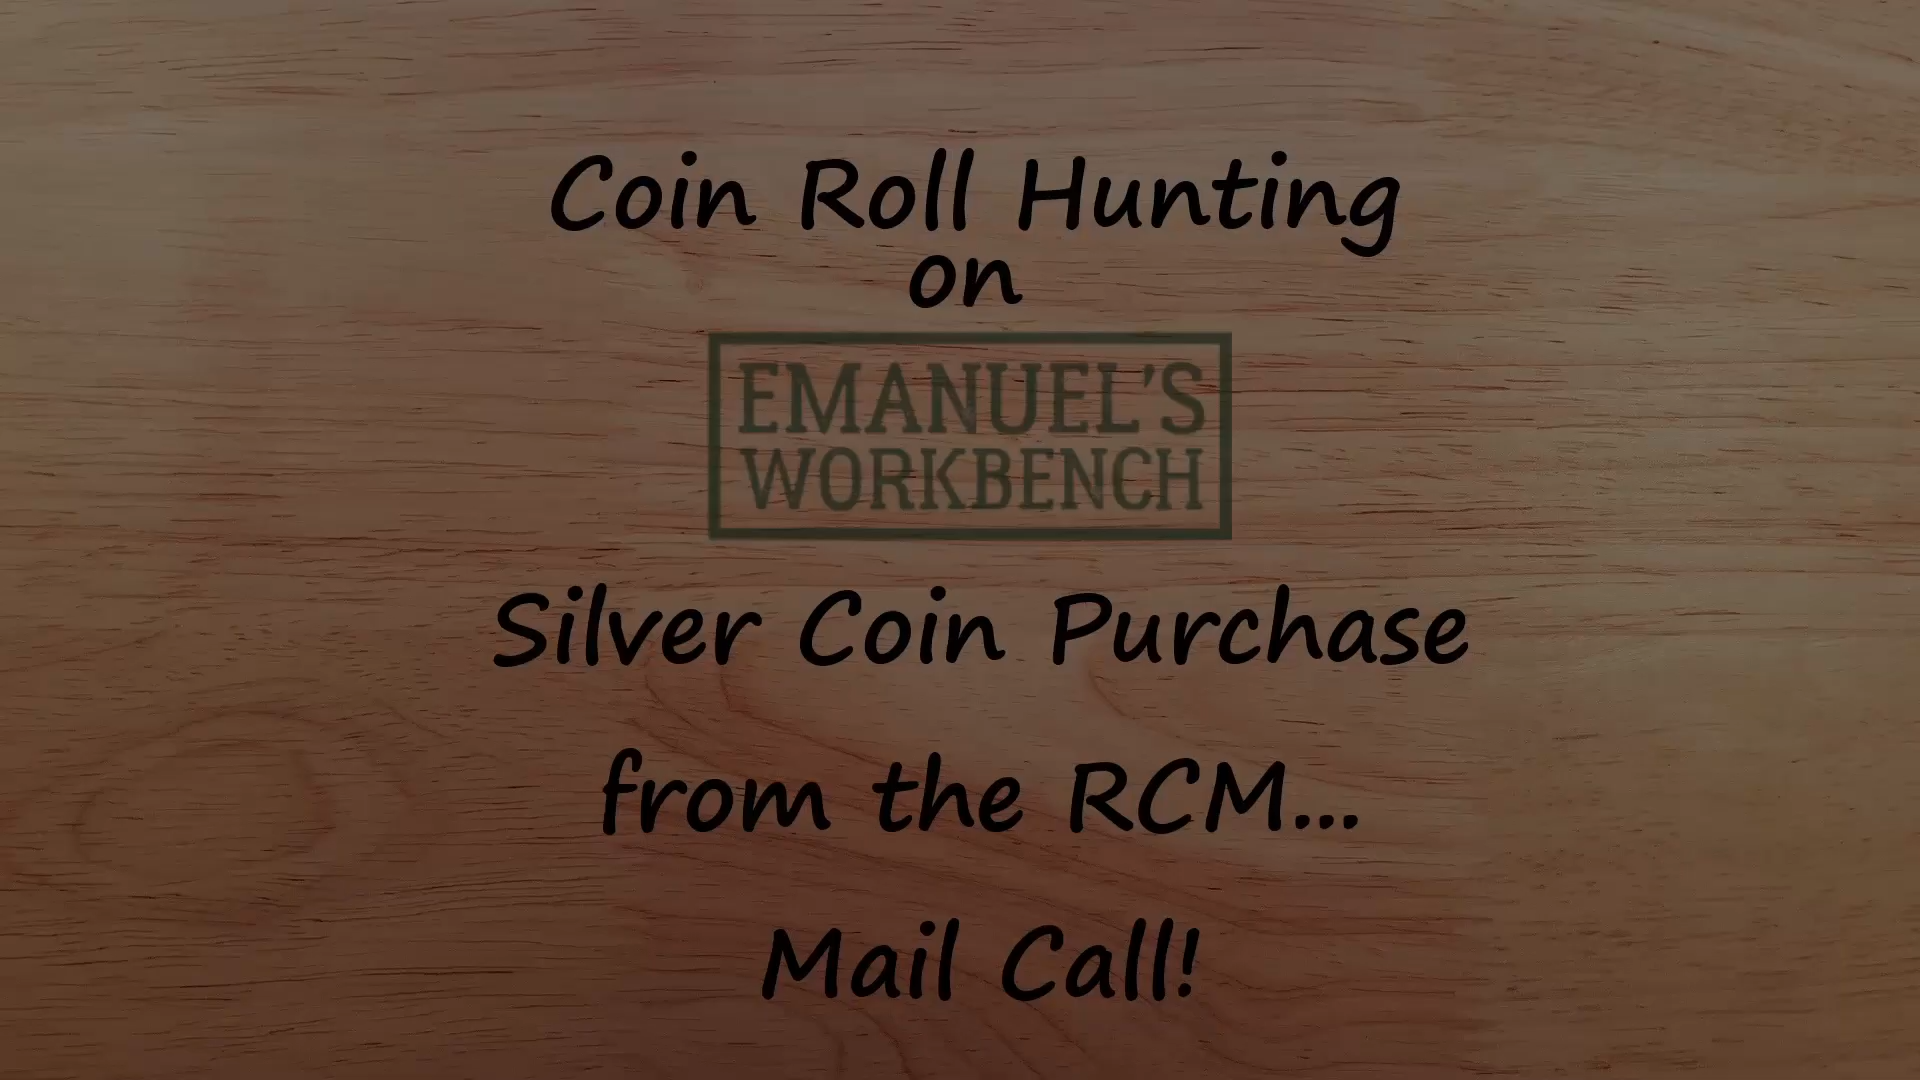 Coin Roll Hunting
on
EMANUEL'S
WORKBENCH
Silver Coin Purchase
from the RCM...
Mail Call!